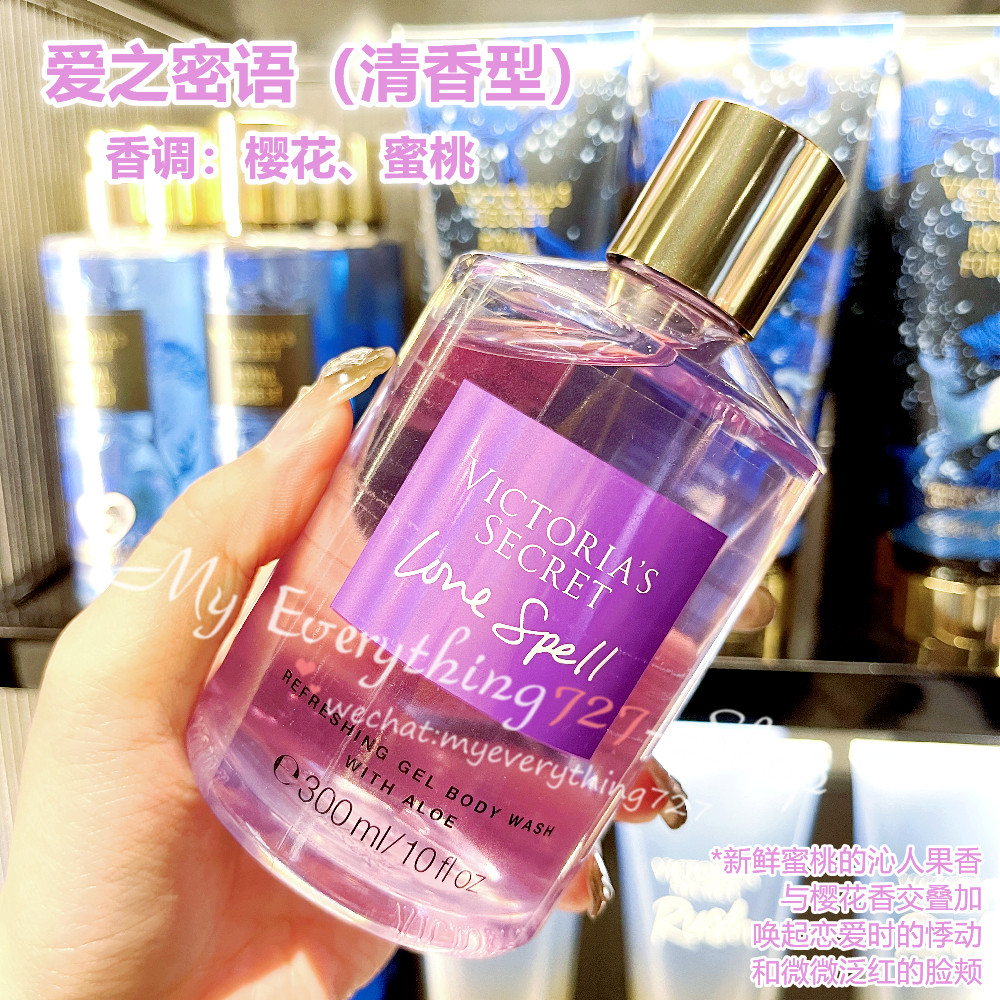 爱之密语（清香型）
香调：樱花、蜜桃
VICTORIA'S
SECRET
Love Spell
My Everything727
wechat:myeverything727
REFRESHING GEL BODY WASH
WITH ALOE
℮300 ml/10 fl oz
*新鲜蜜桃的沁人果香
与樱花香交叠加
唤起恋爱时的悸动
和微微泛红的脸颊